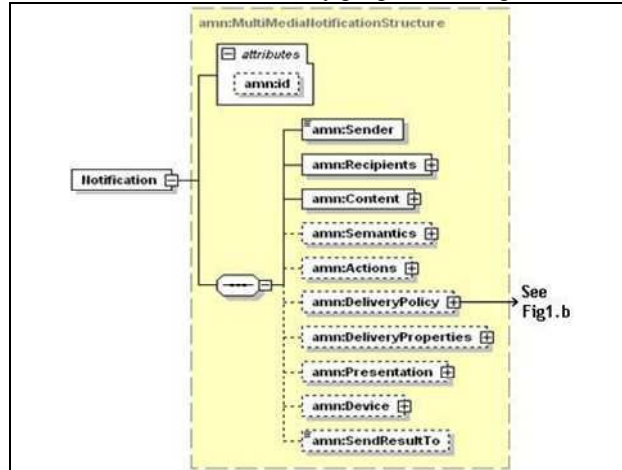 amn:MultiMediaNotificationStructure
attributes
amn:id
Notification
amn:Sender
amn:Recipients
amn:Content
amn:Semantics
amn:Actions
amn:DeliveryPolicy
See
Fig1.b
amn:DeliveryProperties
amn:Presentation
amn:Device
amn:SendResultTo